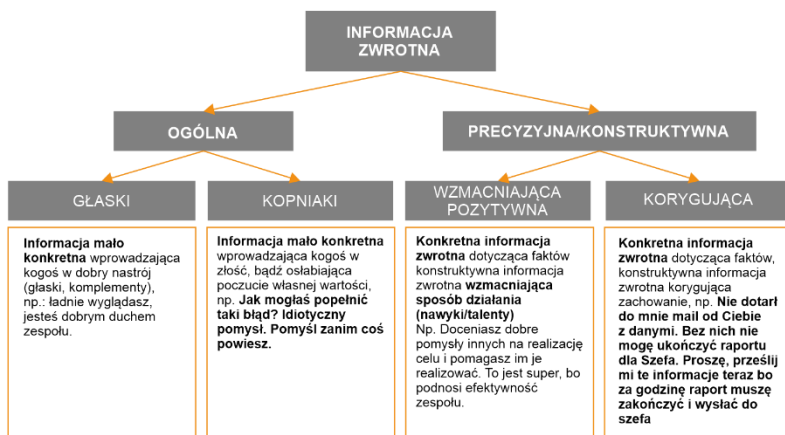 INFORMACJA
ZWROTNA
OGÓLNA
PRECYZYJNA/KONSTRUKTYWNA
GŁASKI
KOPNIAKI
WZMACNIAJĄCA
POZYTYWNA
KORYGUJĄCA
Informacja mało
konkretna wprowadzająca
kogoś w dobry nastrój
(głaski, komplementy),
np.: ładnie wyglądasz,
jesteś dobrym duchem
zespołu.
Informacja mało konkretna
wprowadzająca kogoś w
złość, bądź osłabiająca
poczucie własnej wartości,
np. Jak mogłaś popełnić
taki błąd? Idiotyczny
pomysł. Pomyśl zanim coś
powiesz.
Konkretna informacja
zwrotna dotycząca faktów
konstruktywna informacja
zwrotna wzmacniająca
sposób działania
(nawyki/talenty)
Np. Doceniasz dobre
pomysły innych na realizację
celu i pomagasz im je
realizować. To jest super, bo
podnosi efektywność
zespołu.
Konkretna informacja
zwrotna dotycząca faktów,
konstruktywna informacja
zwrotna korygująca
zachowanie, np. Nie dotarł
do mnie mail od Ciebie
z danymi. Bez nich nie
mogę ukończyć raportu
dla Szefa. Proszę, prześlij
mi te informacje teraz bo
za godzinę raport muszę
zakończyć i wysłać do
szefa